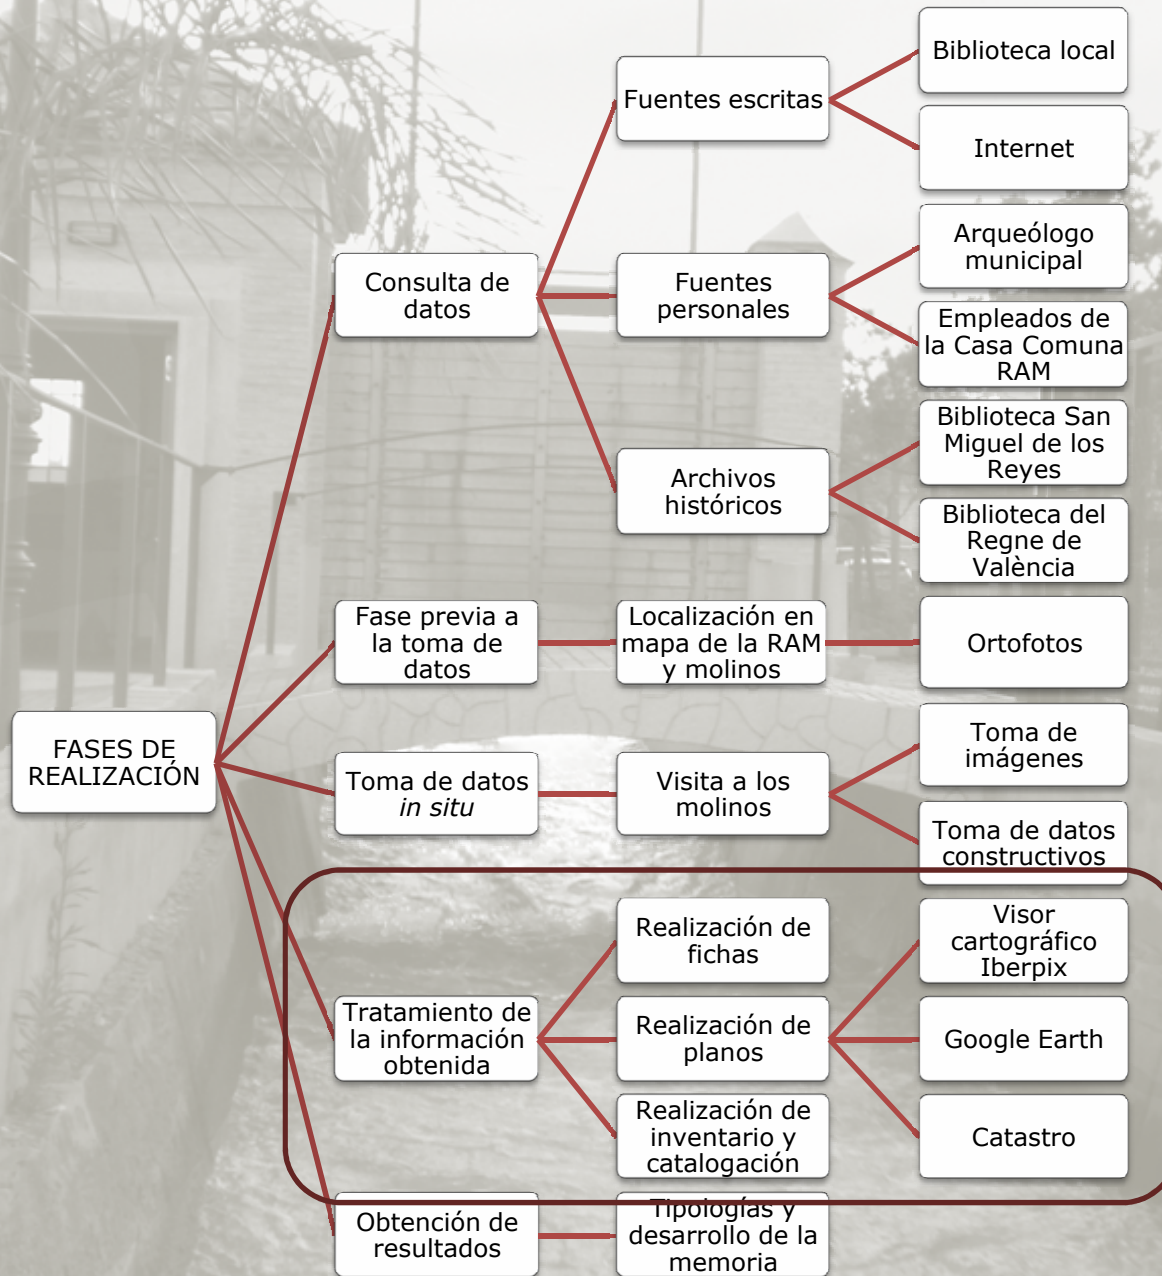 FASES DE
REALIZACIÓN
Consulta de
datos
Fuentes escritas
Biblioteca local
Internet
Fuentes
personales
Arqueólogo
municipal
Empleados de
la Casa Comuna
RAM
Archivos
históricos
Biblioteca San
Miguel de los
Reyes
Biblioteca del
Regne de
València
Fase previa a
la toma de
datos
Localización en
mapa de la RAM
y molinos
Ortofotos
Toma de datos
in situ
Visita a los
molinos
Toma de
imágenes
Toma de datos
constructivos
Tratamiento de
la información
obtenida
Realización de
fichas
Realización de
planos
Visor
cartográfico
Iberpix
Google Earth
Catastro
Realización de
inventario y
catalogación
Obtención de
resultados
Tipologías y
desarrollo de la
memoria